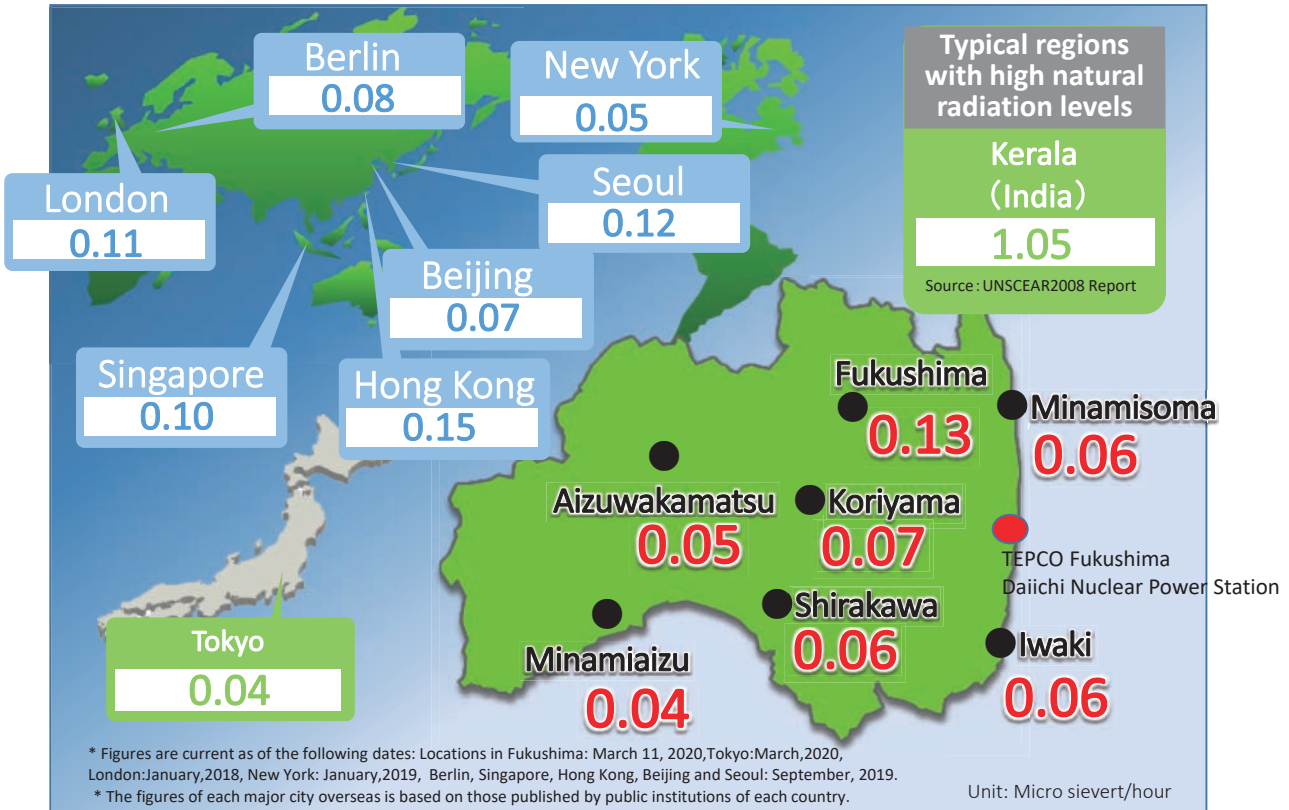 Berlin
0.08
New York
0.05
Typical regions
with high natural
radiation levels
Kerala
（India）
1.05
Source : UNSCEAR2008 Report
London
0.11
Seoul
0.12
Beijing
0.07
Singapore
0.10
Hong Kong
0.15
Fukushima
0.13
Minamisoma
0.06
Aizuwakamatsu
0.05
Koriyama
0.07
TEPCO Fukushima
Daiichi Nuclear Power Station
Shirakawa
0.06
Iwaki
0.06
Minamiaizu
0.04
Tokyo
0.04
* Figures are current as of the following dates: Locations in Fukushima: March 11, 2020,Tokyo:March,2020,
London:January,2018, New York: January,2019, Berlin, Singapore, Hong Kong, Beijing and Seoul: September, 2019.
* The figures of each major city overseas is based on those published by public institutions of each country.
Unit: Micro sievert/hour